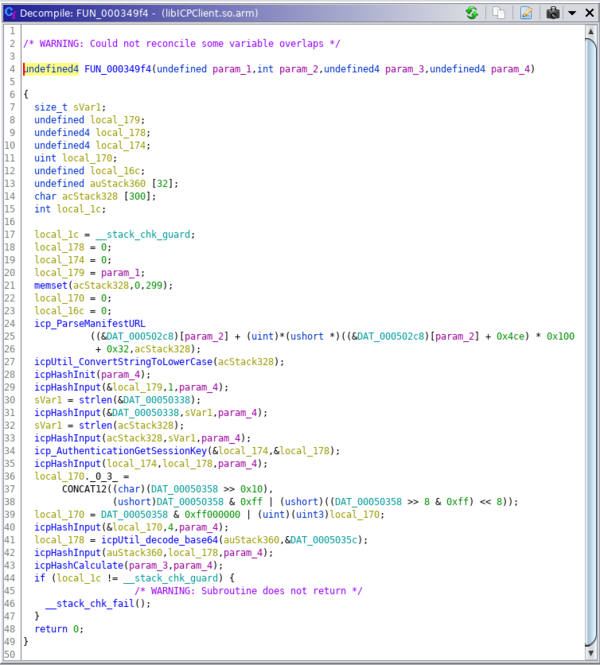 Decompile: FUN_000349f4 - (libICPClient.so.arm)
1
2 /* WARNING: Could not reconcile some variable overlaps */
3
4 undefined4 FUN_000349f4(undefined param_1,int param_2,undefined4 param_3,undefined4 param_4)
5
6 {
7 size_t sVar1;
8 undefined local_179;
9 undefined4 local_178;
10 undefined4 local_174;
11 uint local_170;
12 undefined local_16c;
13 undefined auStack360 [32];
14 char acStack328 [300];
15 int local_1c;
16
17 local_1c = __stack_chk_guard;
18 local_178 = 0;
19 local_174 = 0;
20 local_179 = param_1;
21 memset(acStack328,0,299);
22 local_170 = 0;
23 local_16c = 0;
24 icp_ParseManifestURL
25 ((&DAT_000502c8)[param_2] + (uint)*(ushort *)((&DAT_000502c8)[param_2] + 0x4ce) * 0x100
26 + 0x32,acStack328);
27 icpUtil_ConvertStringToLowerCase(acStack328);
28 icpHashInit(param_4);
29 icpHashInput(&local_179,1,param_4);
30 sVar1 = strlen(&DAT_00050338);
31 icpHashInput(&DAT_00050338,sVar1,param_4);
32 sVar1 = strlen(acStack328);
33 icpHashInput(acStack328,sVar1,param_4);
34 icp_AuthenticationGetSessionKey(&local_174,&local_178);
35 icpHashInput(local_174,local_178,param_4);
36 local_170._0_3_ =
37 CONCAT12((char)(DAT_00050358 >> 0x10),
38 (ushort)DAT_00050358 & 0xff | (ushort)((DAT_00050358 >> 8 & 0xff) << 8));
39 local_170 = DAT_00050358 & 0xff000000 | (uint)(uint3)local_170;
40 icpHashInput(&local_170,4,param_4);
41 local_178 = icpUtil_decode_base64(auStack360,&DAT_0005035c);
42 icpHashInput(auStack360,local_178,param_4);
43 icpHashCalculate(param_3,param_4);
44 if (local_1c != __stack_chk_guard) {
45 /* WARNING: Subroutine does not return */
46 __stack_chk_fail();
47 }
48 return 0;
49 }
50